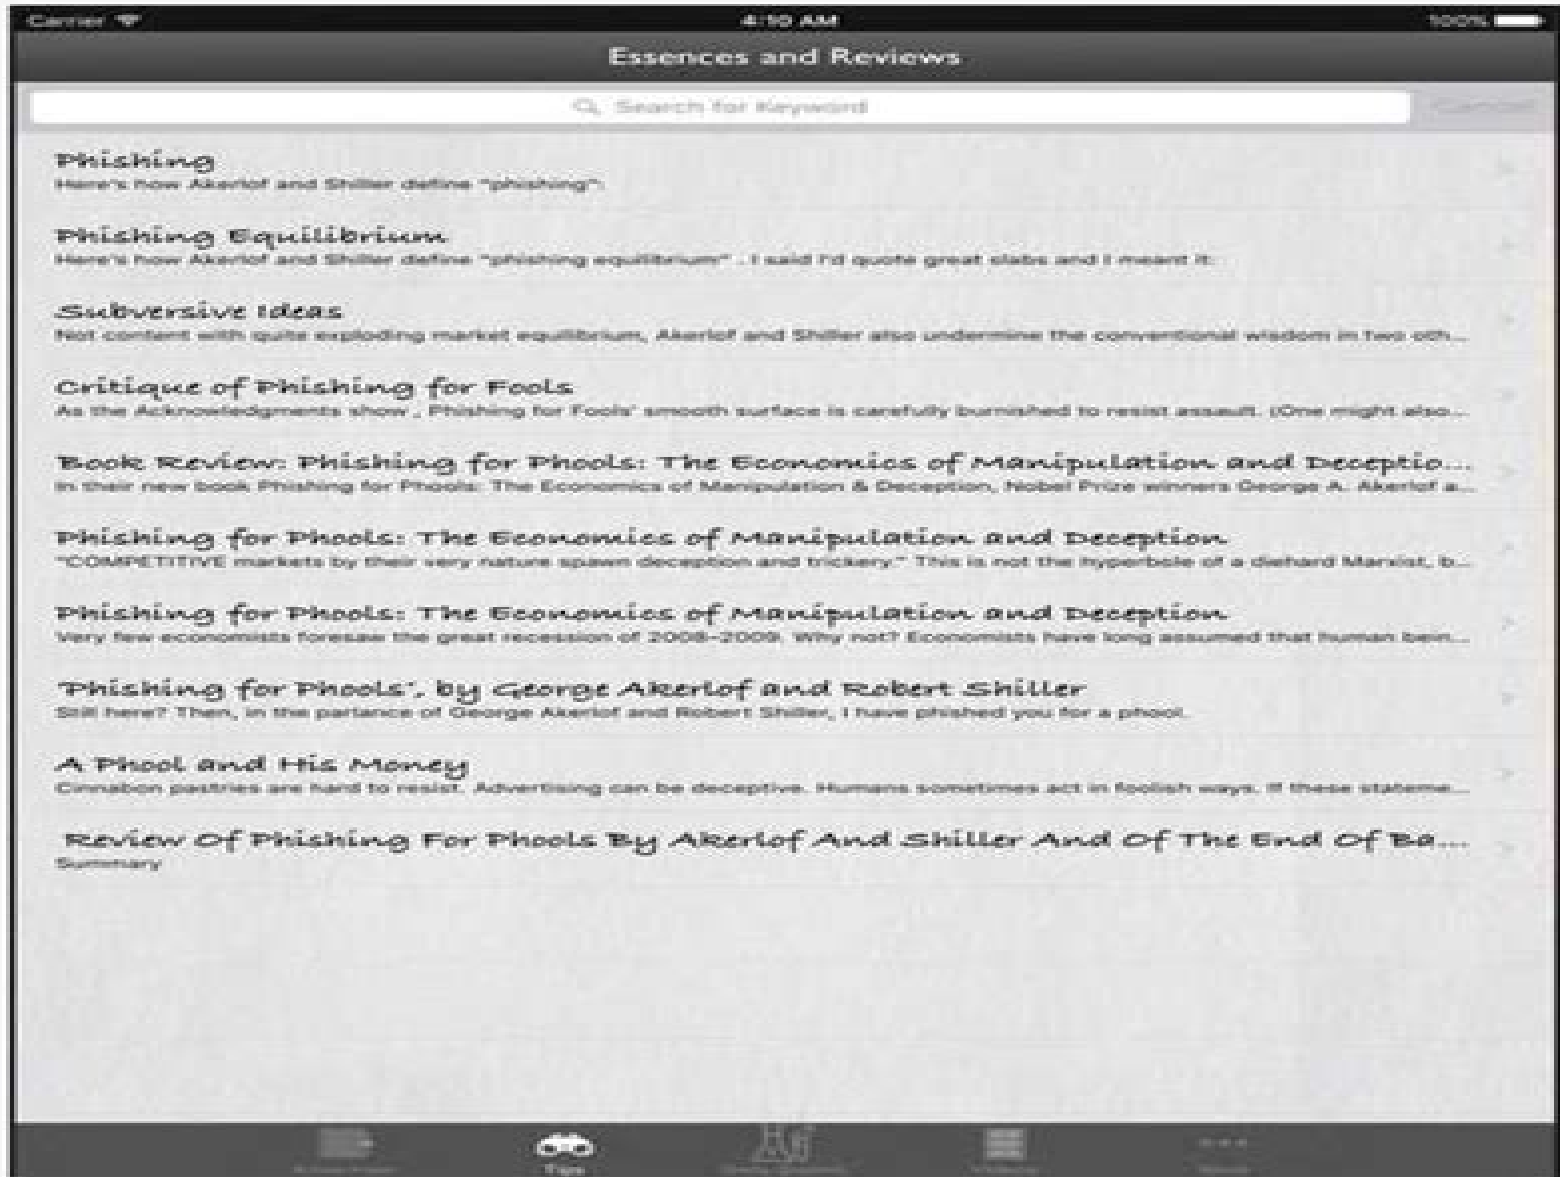 Carrier 4:10 AM 100%
Essences and Reviews
Search for Keyword Cancel
Phishing
Here's how Akerlof and Shiller define "phishing":
Phishing Equilibrium
Here's how Akerlof and Shiller define "phishing equilibrium" . I said I'd quote great slabs and I meant it:
Subversive Ideas
Not content with quite exploding market equilibrium, Akerlof and Shiller also undermine the conventional wisdom in two oth...
Critique of Phishing for Fools
As the Acknowledgments show , Phishing for Fools' smooth surface is carefully burnished to resist assault. (One might also...
Book Review: Phishing for Phools: The Economics of Manipulation and Deceptio...
In their new book Phishing for Phools: The Economics of Manipulation & Deception, Nobel Prize winners George A. Akerlof a...
Phishing for Phools: The Economics of Manipulation and Deception
"COMPETITIVE markets by their very nature spawn deception and trickery." This is not the hyperbole of a diehard Marxist, b...
Phishing for Phools: The Economics of Manipulation and Deception
Very few economists foresaw the great recession of 2008–2009. Why not? Economists have long assumed that human bein...
'Phishing for Phools', by George Akerlof and Robert Shiller
Still here? Then, in the parlance of George Akerlof and Robert Shiller, I have phished you for a phool.
A Phool and His Money
Cinnabon pastries are hard to resist. Advertising can be deceptive. Humans sometimes act in foolish ways. If these stateme...
Review Of Phishing For Phools By Akerlof And Shiller And Of The End Of Ba...
Summary
Tips